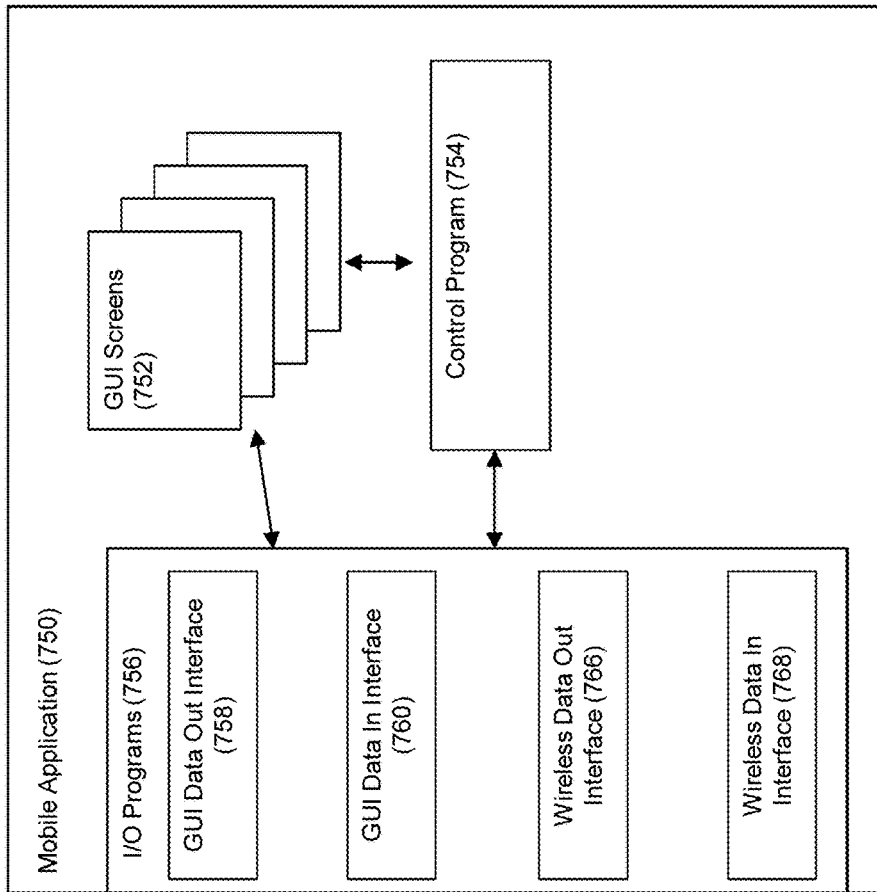 Mobile Application (750)
I/O Programs (756)
GUI Data Out Interface
(758)
GUI Data In Interface
(760)
Wireless Data Out
Interface (766)
Wireless Data In
Interface (768)
GUI Screens
(752)
Control Program (754)